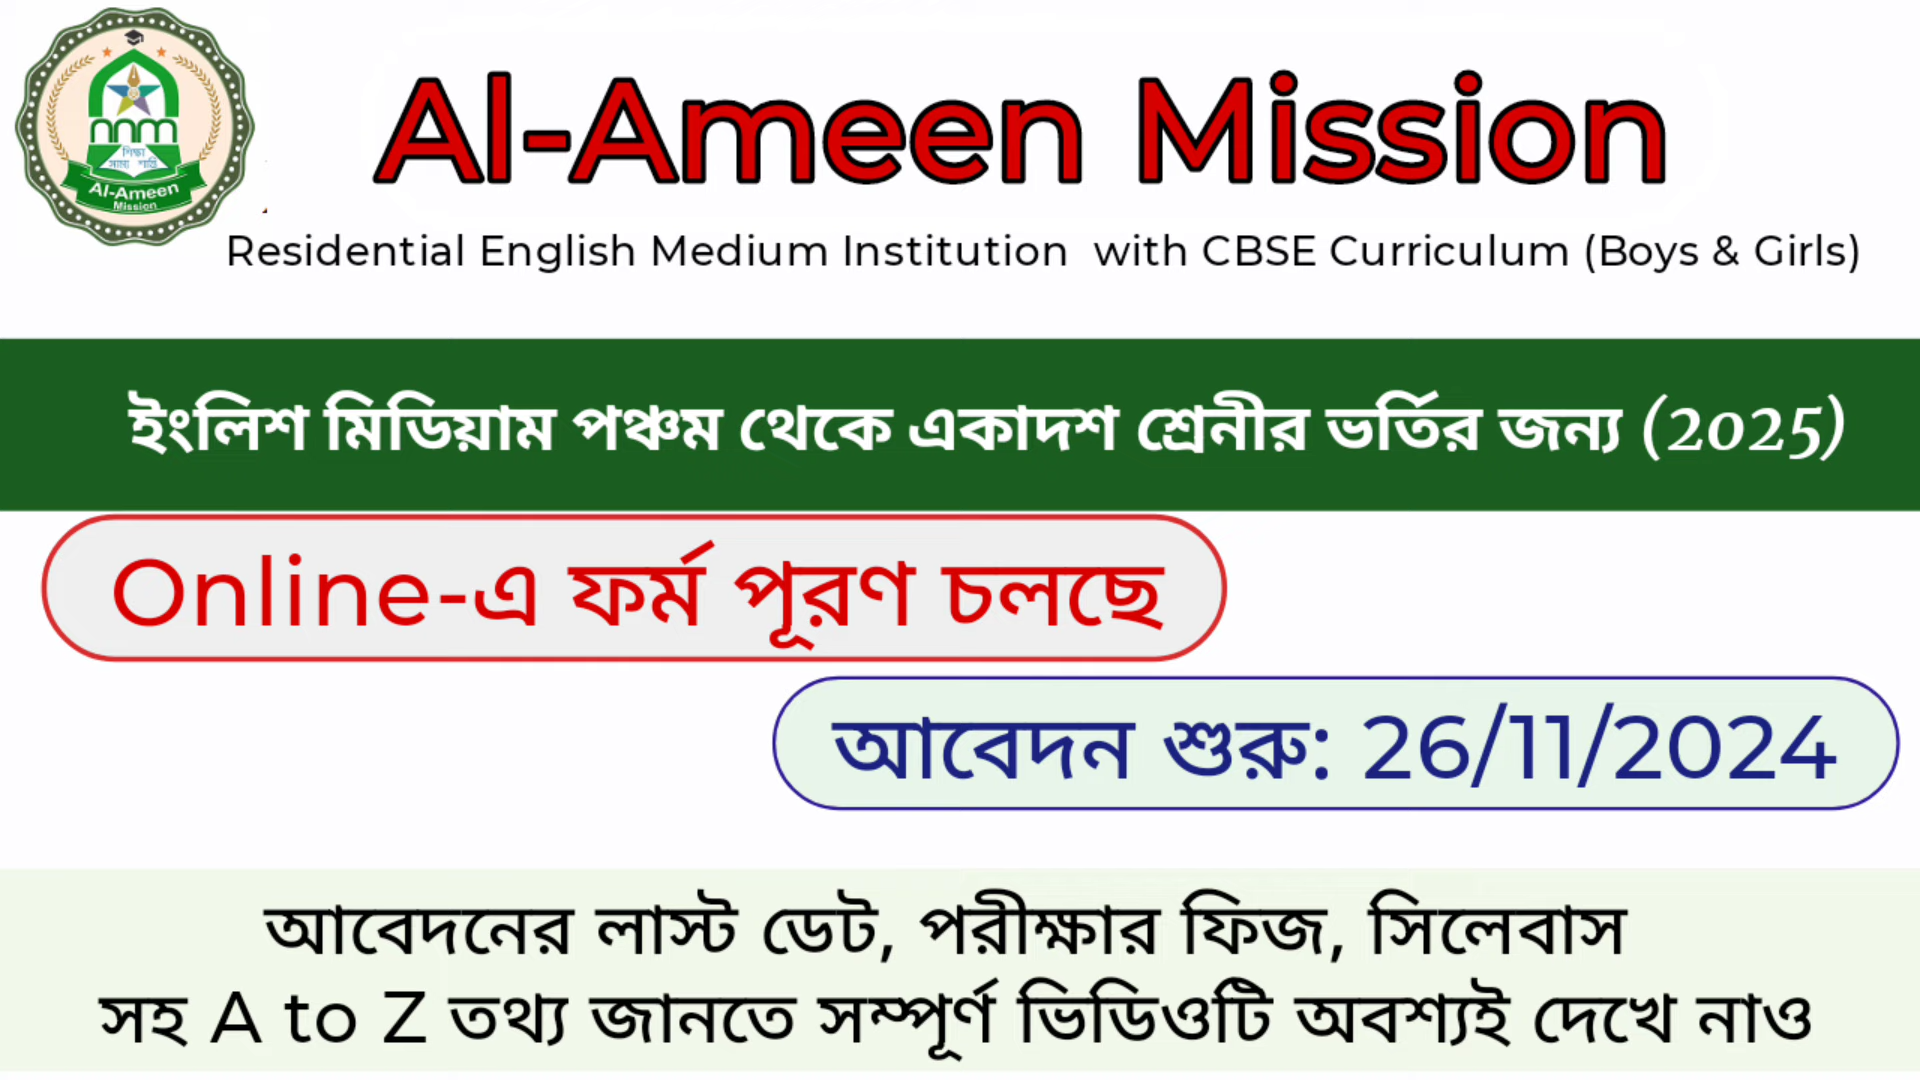 শিক্ষা
সাম্য শান্তি
Al-Ameen
Mission
Al-Ameen Mission
Residential English Medium Institution with CBSE Curriculum (Boys & Girls)
ইংলিশ মিডিয়াম পঞ্চম থেকে একাদশ শ্রেনীর ভর্তির জন্য (2025)
Online-এ ফর্ম পূরণ চলছে
আবেদন শুরু: 26/11/2024
আবেদনের লাস্ট ডেট, পরীক্ষার ফিজ, সিলেবাস
সহ A to Z তথ্য জানতে সম্পূর্ণ ভিডিওটি অবশ্যই দেখে নাও